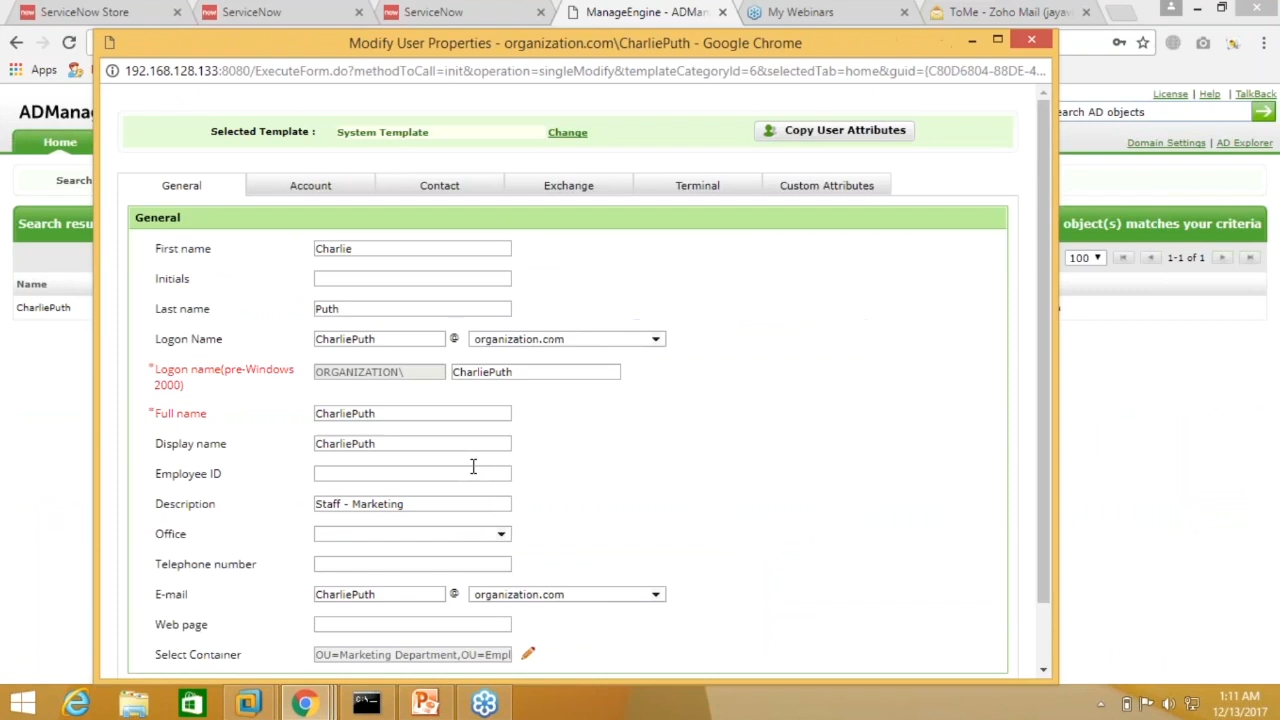 ServiceNow Store
ServiceNow
ServiceNow
ManageEngine - ADMan
My Webinars
ToMe - Zoho Mail (jayav
Modify User Properties - organization.com\CharliePuth - Google Chrome
192.168.128.133:8080/ExecuteForm.do?methodToCall=init&operation=singleModify&templateCategoryId=6&selectedTab=home&guid={C80D6804-88DE-4...
Apps
License | Help | TalkBack
ADMana
earch AD objects
Home
Domain Settings | AD Explorer
Selected Template : System Template Change Copy User Attributes
Search
General Account Contact Exchange Terminal Custom Attributes
Search resu
object(s) matches your criteria
General
100 1-1 of 1
Name
CharliePuth
First name Charlie
Initials
Last name Puth
Logon Name CharliePuth @ organization.com
*Logon name(pre-Windows 2000) ORGANIZATION\ CharliePuth
*Full name CharliePuth
Display name CharliePuth
Employee ID
Description Staff - Marketing
Office
Telephone number
E-mail CharliePuth @ organization.com
Web page
Select Container OU=Marketing Department,OU=Empl
1:11 AM
12/13/2017